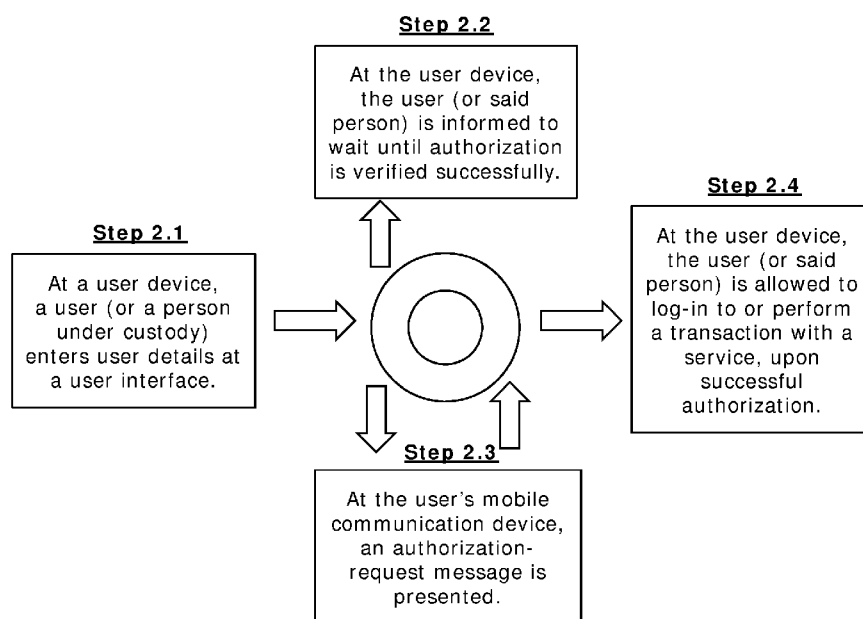 Step 2.1
At a user device,
a user (or a person
under custody)
enters user details at
a user interface.
Step 2.2
At the user device,
the user (or said
person) is informed to
wait until authorization
is verified successfully.
Step 2.3
At the user's mobile
communication device,
an authorization-
request message is
presented.
Step 2.4
At the user device,
the user (or said
person) is allowed to
log-in to or perform
a transaction with a
service, upon
successful
authorization.